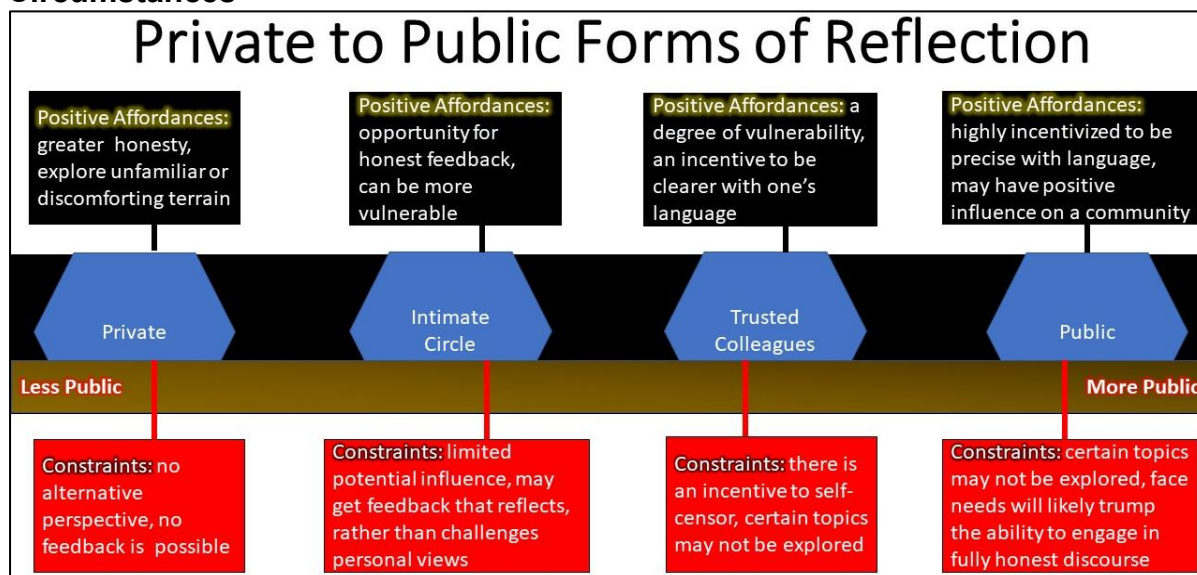 Circumstances
Private to Public Forms of Reflection
Positive Affordances:
greater honesty,
explore unfamiliar or
discomforting terrain
Positive Affordances:
opportunity for
honest feedback,
can be more
vulnerable
Positive Affordances: a
degree of vulnerability,
an incentive to be
clearer with one's
language
Positive Affordances:
highly incentivized to be
precise with language,
may have positive
influence on a community
Private
Intimate
Circle
Trusted
Colleagues
Public
Less Public
More Public
Constraints: no
alternative
perspective, no
feedback is possible
Constraints: limited
potential influence, may
get feedback that reflects,
rather than challenges
personal views
Constraints: there is
an incentive to self-
censor, certain topics
may not be explored
Constraints: certain topics
may not be explored, face
needs will likely trump
the ability to engage in
fully honest discourse